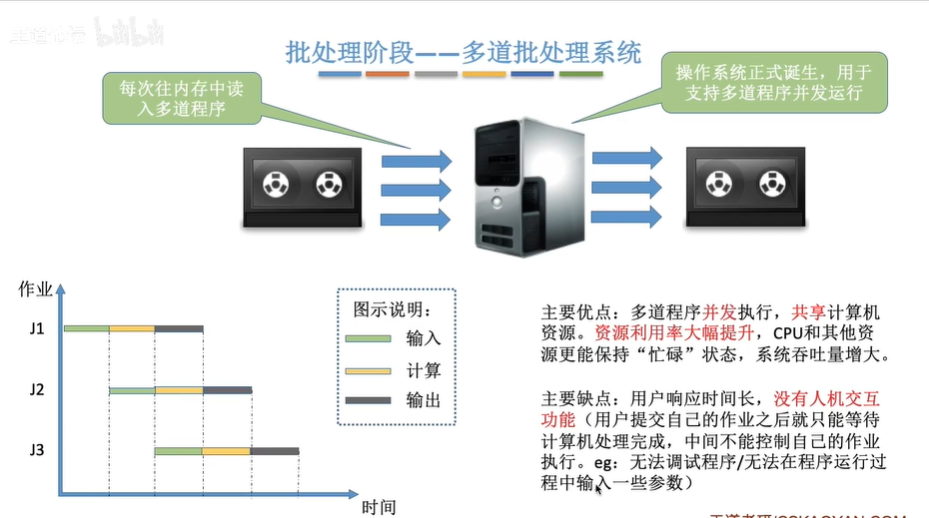 批处理阶段——多道批处理系统
每次往内存中读
入多道程序
操作系统正式诞生，用于
支持多道程序并发运行
作业
J1
J2
J3
时间
图示说明：
输入
计算
输出
主要优点：多道程序并发执行，共享计算机
资源。资源利用率大幅提升，CPU和其他资
源更能保持“忙碌”状态，系统吞吐量增大。
主要缺点：用户响应时间长，没有人机交互
功能（用户提交自己的作业之后就只能等待
计算机处理完成，中间不能控制自己的作业
执行。eg：无法调试程序/无法在程序运行过
程中输入一些参数）